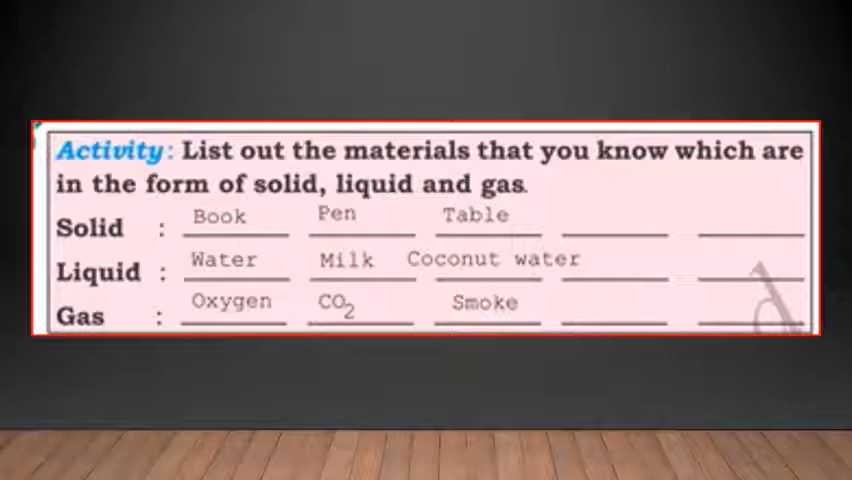 Activity: List out the materials that you know which are
in the form of solid, liquid and gas.
Solid : Book Pen Table
Liquid : Water Milk Coconut water
Gas : Oxygen CO₂ Smoke